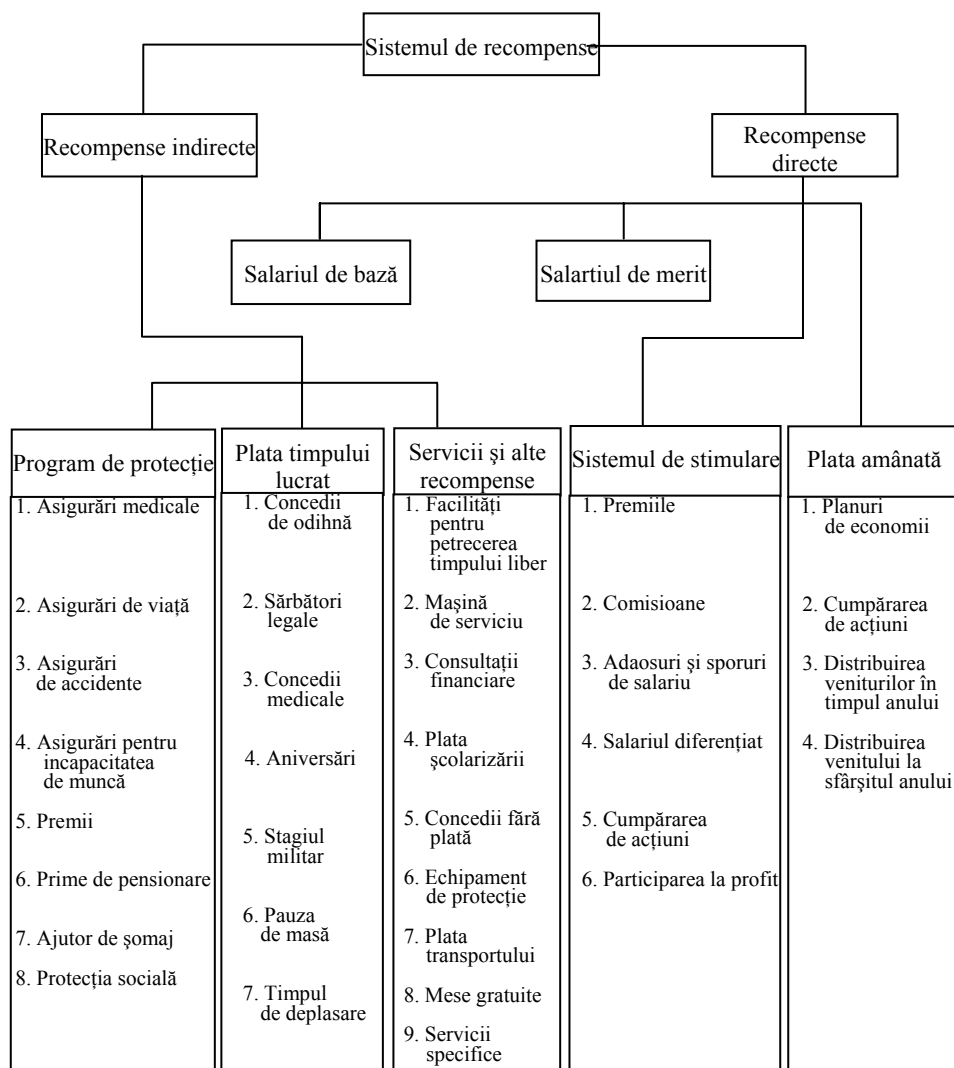 Sistemul de recompense
Recompense indirecte
Recompense
directe
Salariul de bază
Salartiul de merit
Program de protecție
1. Asigurări medicale
2. Asigurări de viață
3. Asigurări
de accidente
4. Asigurări pentru
incapacitatea
de muncă
5. Premii
6. Prime de pensionare
7. Ajutor de şomaj
8. Protecția socială
Plata timpului
lucrat
1. Concedii
de odihnă
2. Sărbători
legale
3. Concedii
medicale
4. Aniversări
5. Stagiul
militar
6. Pauza
de masă
7. Timpul
de deplasare
Servicii şi alte
recompense
1. Facilități
pentru
petrecerea
timpului liber
2. Maşină
de serviciu
3. Consultații
financiare
4. Plata
şcolarizării
5. Concedii fără
plată
6. Echipament
de protecție
7. Plata
transportului
8. Mese gratuite
9. Servicii
specifice
Sistemul de stimulare
1. Premiile
2. Comisioane
3. Adaosuri şi sporuri
de salariu
4. Salariul diferențiat
5. Cumpărarea
de acțiuni
6. Participarea la profit
Plata amânată
1. Planuri
de economii
2. Cumpărarea
de acțiuni
3. Distribuirea
veniturilor în
timpul anului
4. Distribuirea
venitului la
sfârşitul anului